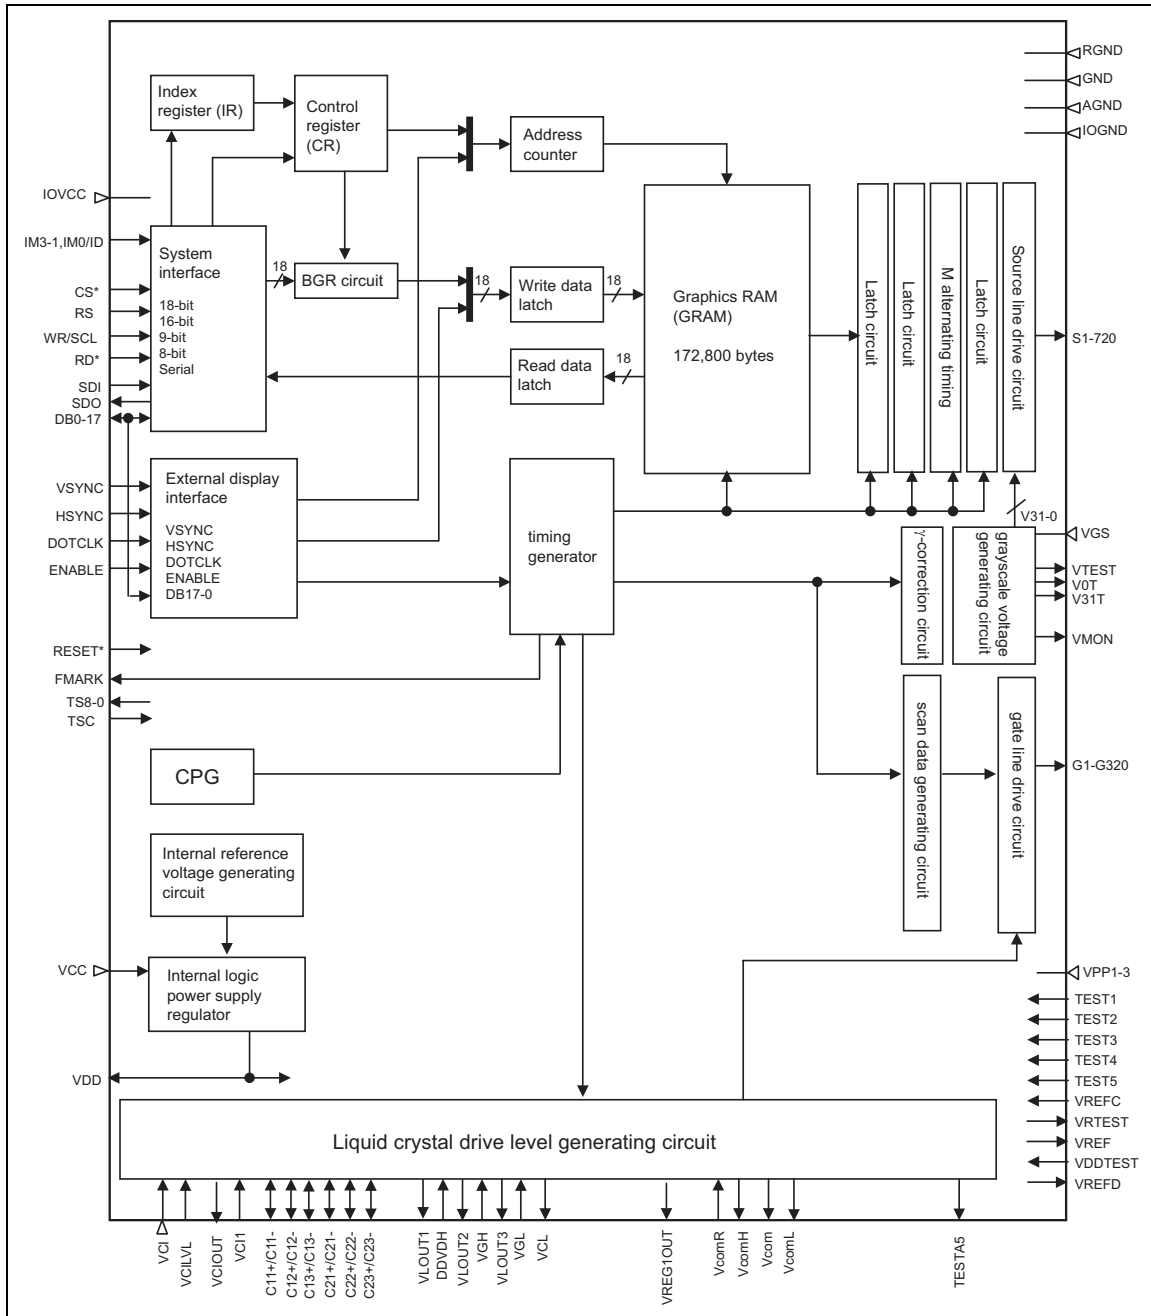 RGND
GND
AGND
IOGND
Index
register (IR)
Control
register
(CR)
Address
counter
IOVCC
IM3-1,IM0/ID
CS*
RS
WR/SCL
RD*
SDI
SDO
DB0-17
System
interface
18-bit
16-bit
9-bit
8-bit
Serial
18
BGR circuit
18
Write data
latch
18
Read data
latch
18
Graphics RAM
(GRAM)
172,800 bytes
Latch circuit
Latch circuit
M alternating timing
Latch circuit
Source line drive circuit
S1-720
VSYNC
HSYNC
DOTCLK
ENABLE
External display
interface
VSYNC
HSYNC
DOTCLK
ENABLE
DB17-0
timing
generator
V31-0
γ-correction circuit
grayscale voltage
generating circuit
VGS
VTEST
V0T
V31T
VMON
RESET*
FMARK
TS8-0
TSC
CPG
scan data generating circuit
gate line drive circuit
G1-G320
Internal reference
voltage generating
circuit
VCC
Internal logic
power supply
regulator
VDD
VPP1-3
TEST1
TEST2
TEST3
TEST4
TEST5
VREFC
VRTEST
VREF
VDDTEST
VREFD
Liquid crystal drive level generating circuit
VCI
VCILVL
VCIOUT
VCI1
C11+/C11-
C12+/C12-
C13+/C13-
C21+/C21-
C22+/C22-
C23+/C23-
VLOUT1
DDVDH
VLOUT2
VGH
VLOUT3
VGL
VCL
VREG1OUT
VcomR
VcomH
Vcom
VcomL
TESTA5